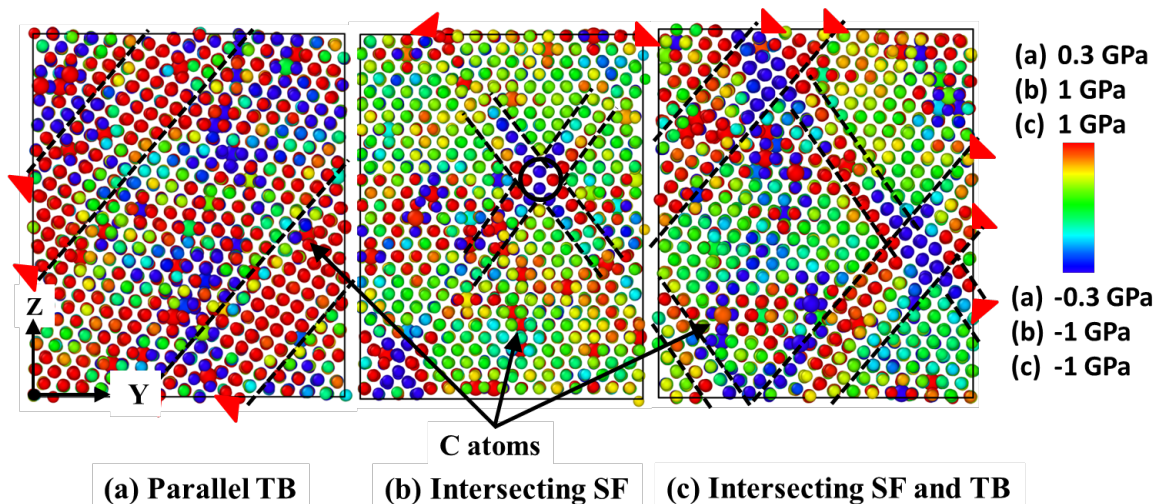 (a) 0.3 GPa
(b) 1 GPa
(c) 1 GPa
Z
Y
(a) -0.3 GPa
(b) -1 GPa
(c) -1 GPa
C atoms
(a) Parallel TB
(b) Intersecting SF
(c) Intersecting SF and TB